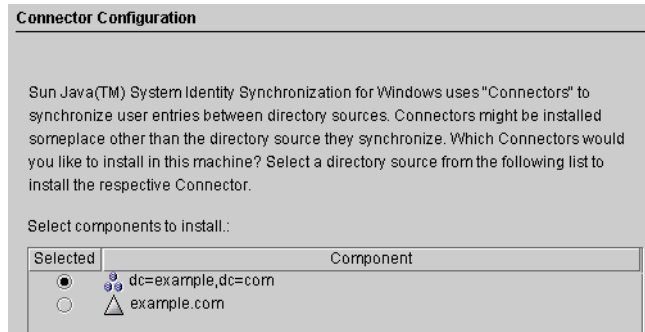 Connector Configuration
Sun Java(TM) System Identity Synchronization for Windows uses "Connectors" to
synchronize user entries between directory sources. Connectors might be installed
someplace other than the directory source they synchronize. Which Connectors would
you like to install in this machine? Select a directory source from the following list to
install the respective Connector.
Select components to install.:
Selected Component
dc=example,dc=com
example.com